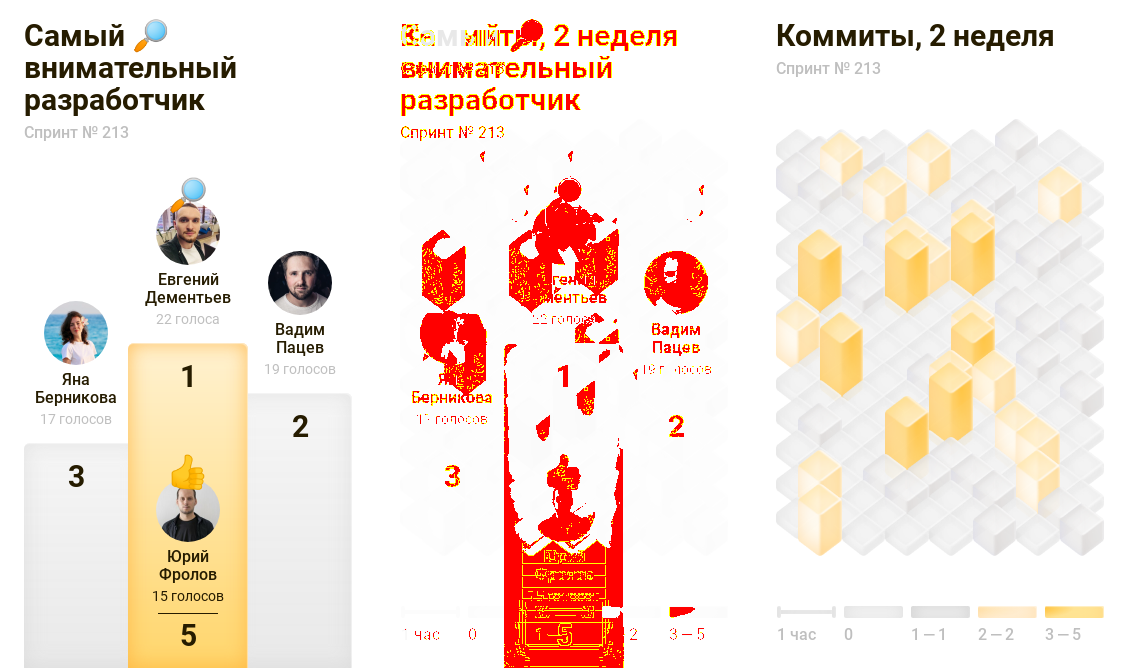 Самый 🔎
внимательный
разработчик
Спринт № 213
Евгений
Дементьев
22 голоса
Вадим
Пацев
19 голосов
Яна
Берникова
17 голосов
1
2
3
👍
Юрий
Фролов
15 голосов
5
, 2 неделя
внимательный
разработчик
Спринт № 213
Вадим
Пацев
19 голосов
Берникова
1
2
3
5
1 час
0
3 – 5
Коммиты, 2 неделя
Спринт № 213
1 час
0
1 – 1
2 – 2
3 – 5